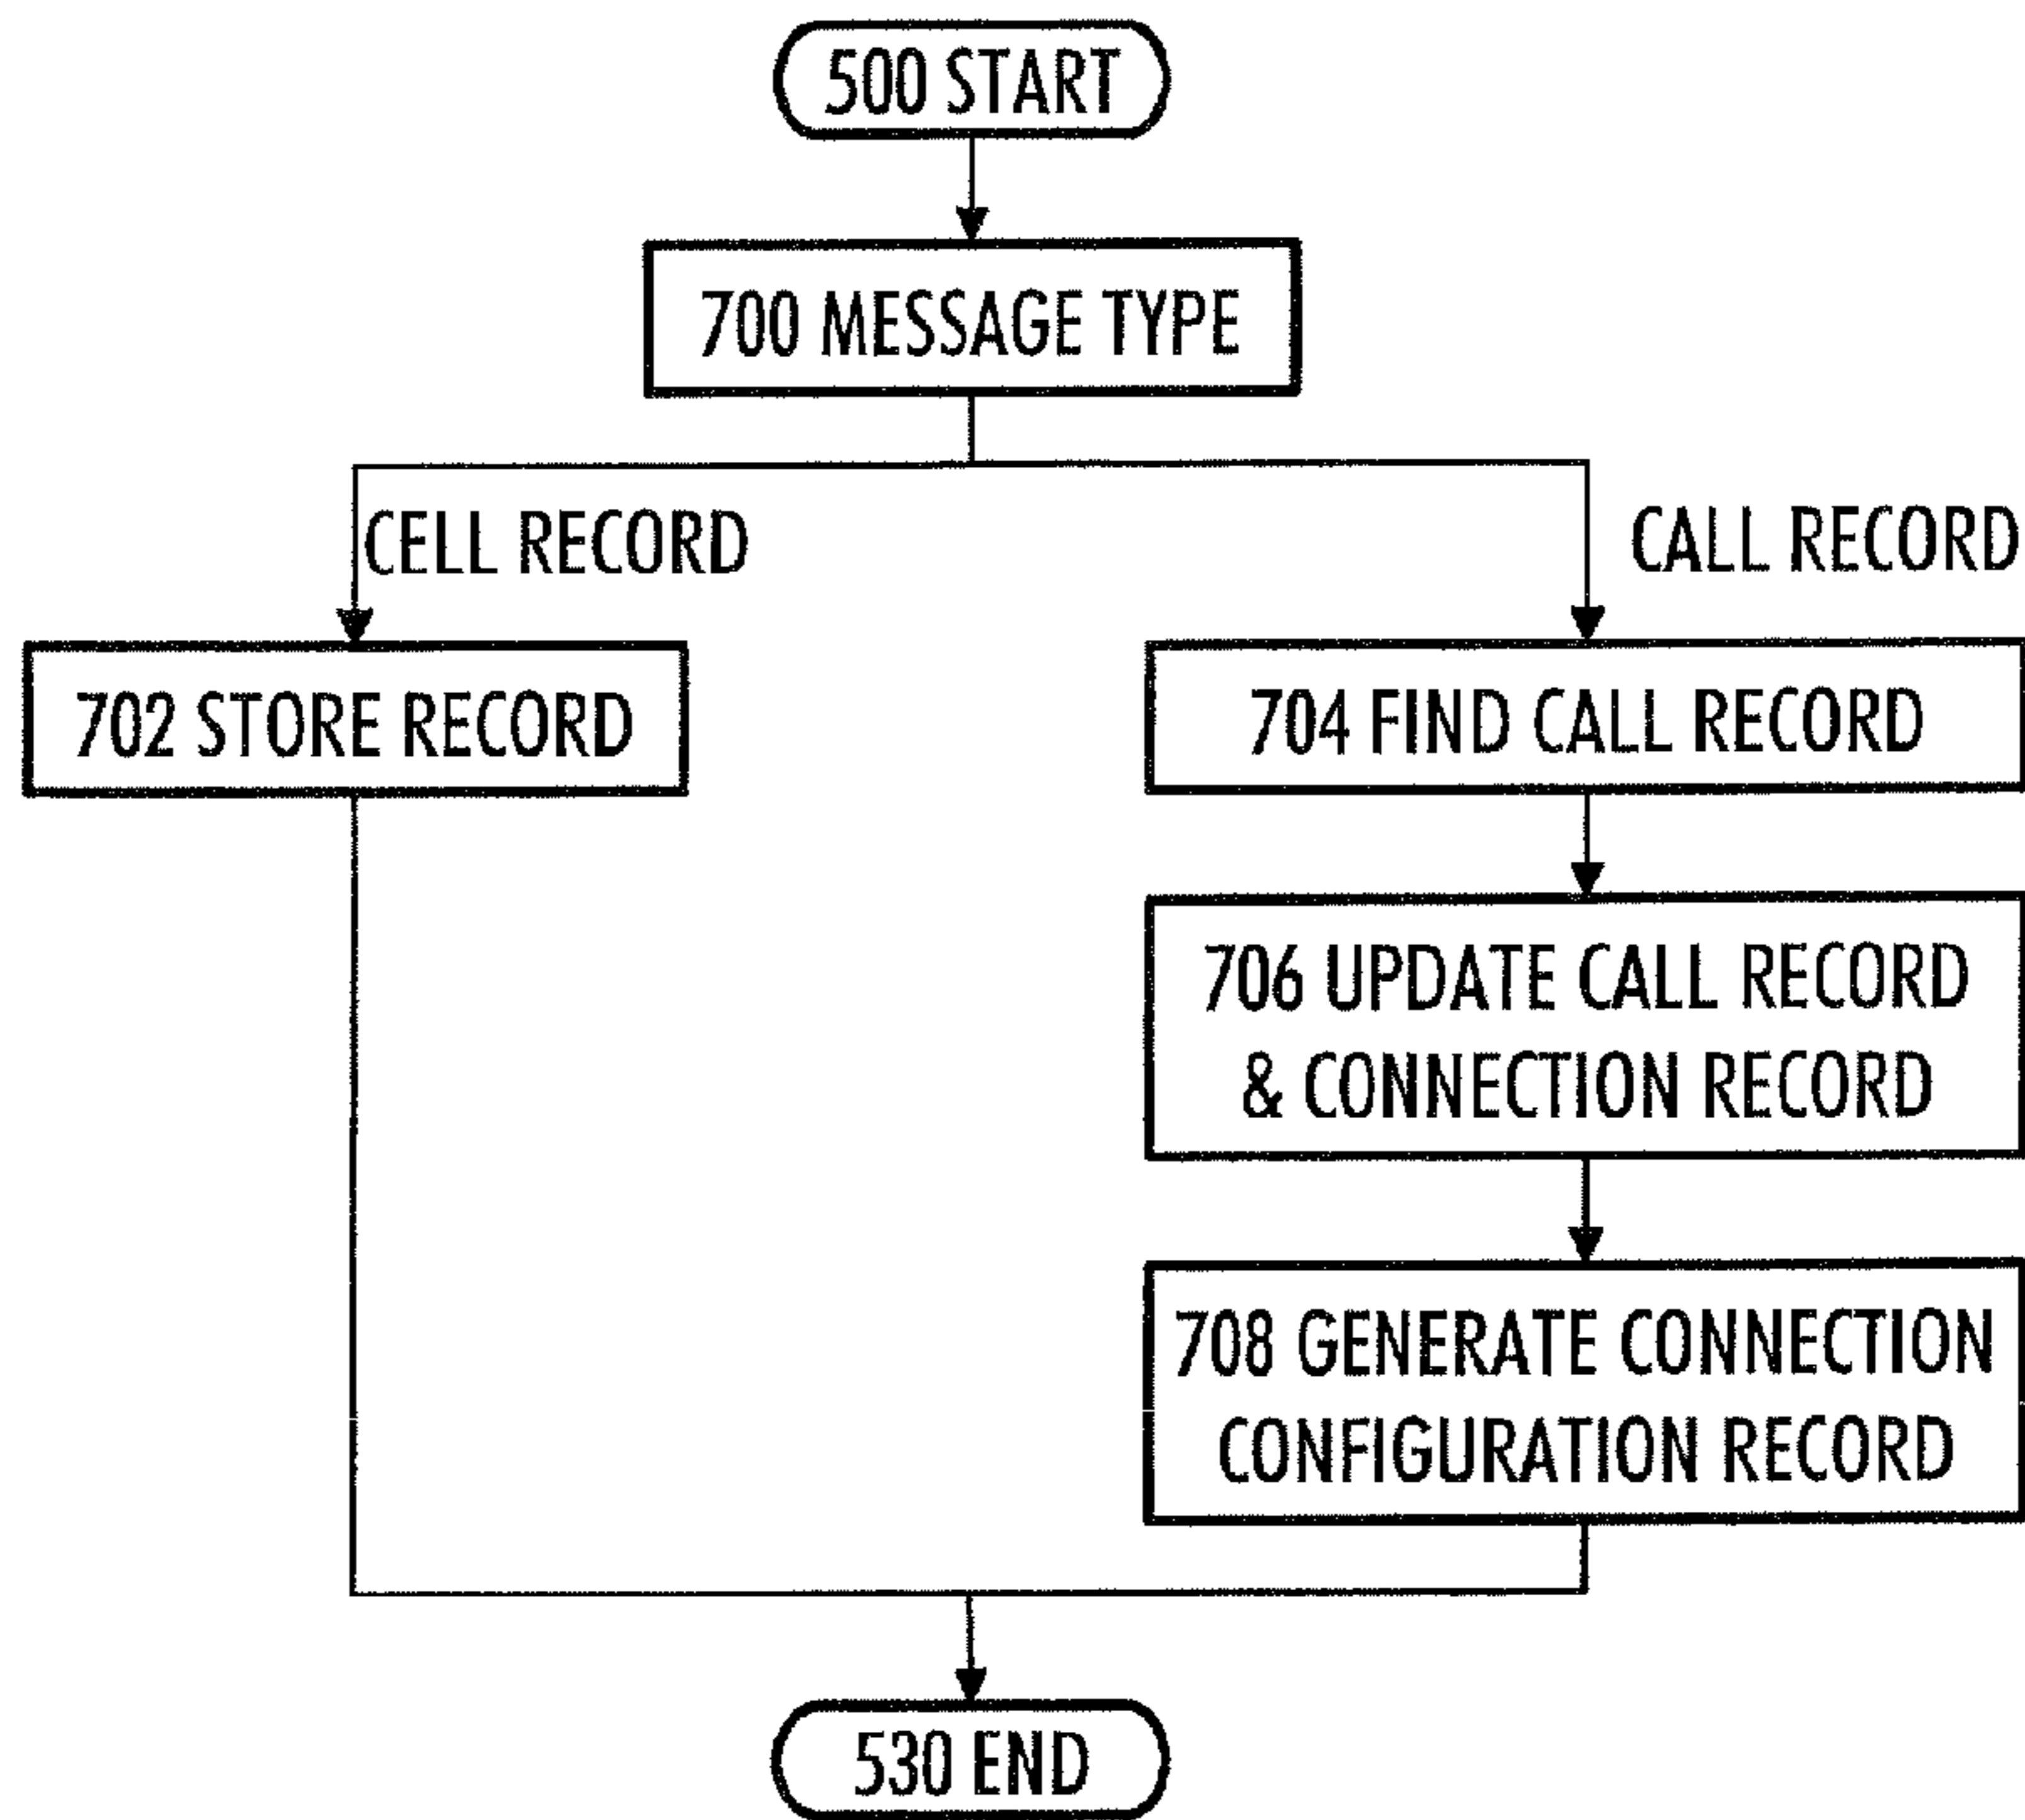 500 START
700 MESSAGE TYPE
CELL RECORD
CALL RECORD
702 STORE RECORD
704 FIND CALL RECORD
706 UPDATE CALL RECORD
& CONNECTION RECORD
708 GENERATE CONNECTION
CONFIGURATION RECORD
530 END